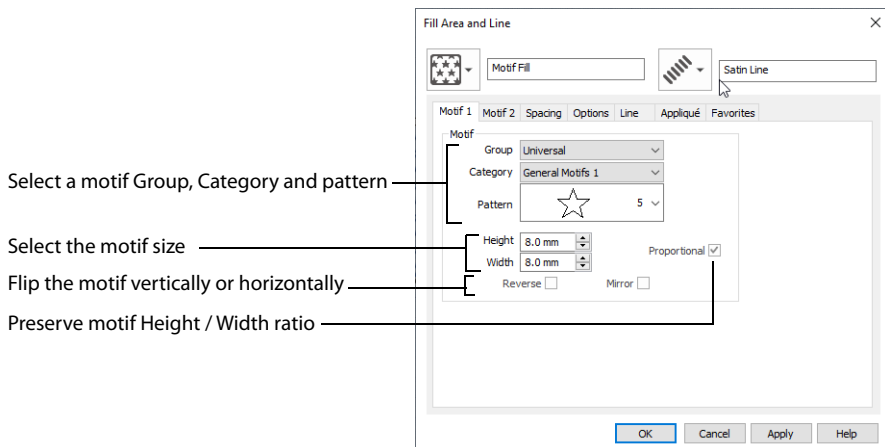 Fill Area and Line
Motif Fill
Satin Line
Motif 1 Motif 2 Spacing Options Line Appliqué Favorites
Motif
Group Universal
Select a motif Group, Category and pattern
Category General Motifs 1
Pattern 5
Select the motif size
Height 8.0 mm
Proportional
Width 8.0 mm
Flip the motif vertically or horizontally
Reverse Mirror
Preserve motif Height / Width ratio
OK Cancel Apply Help